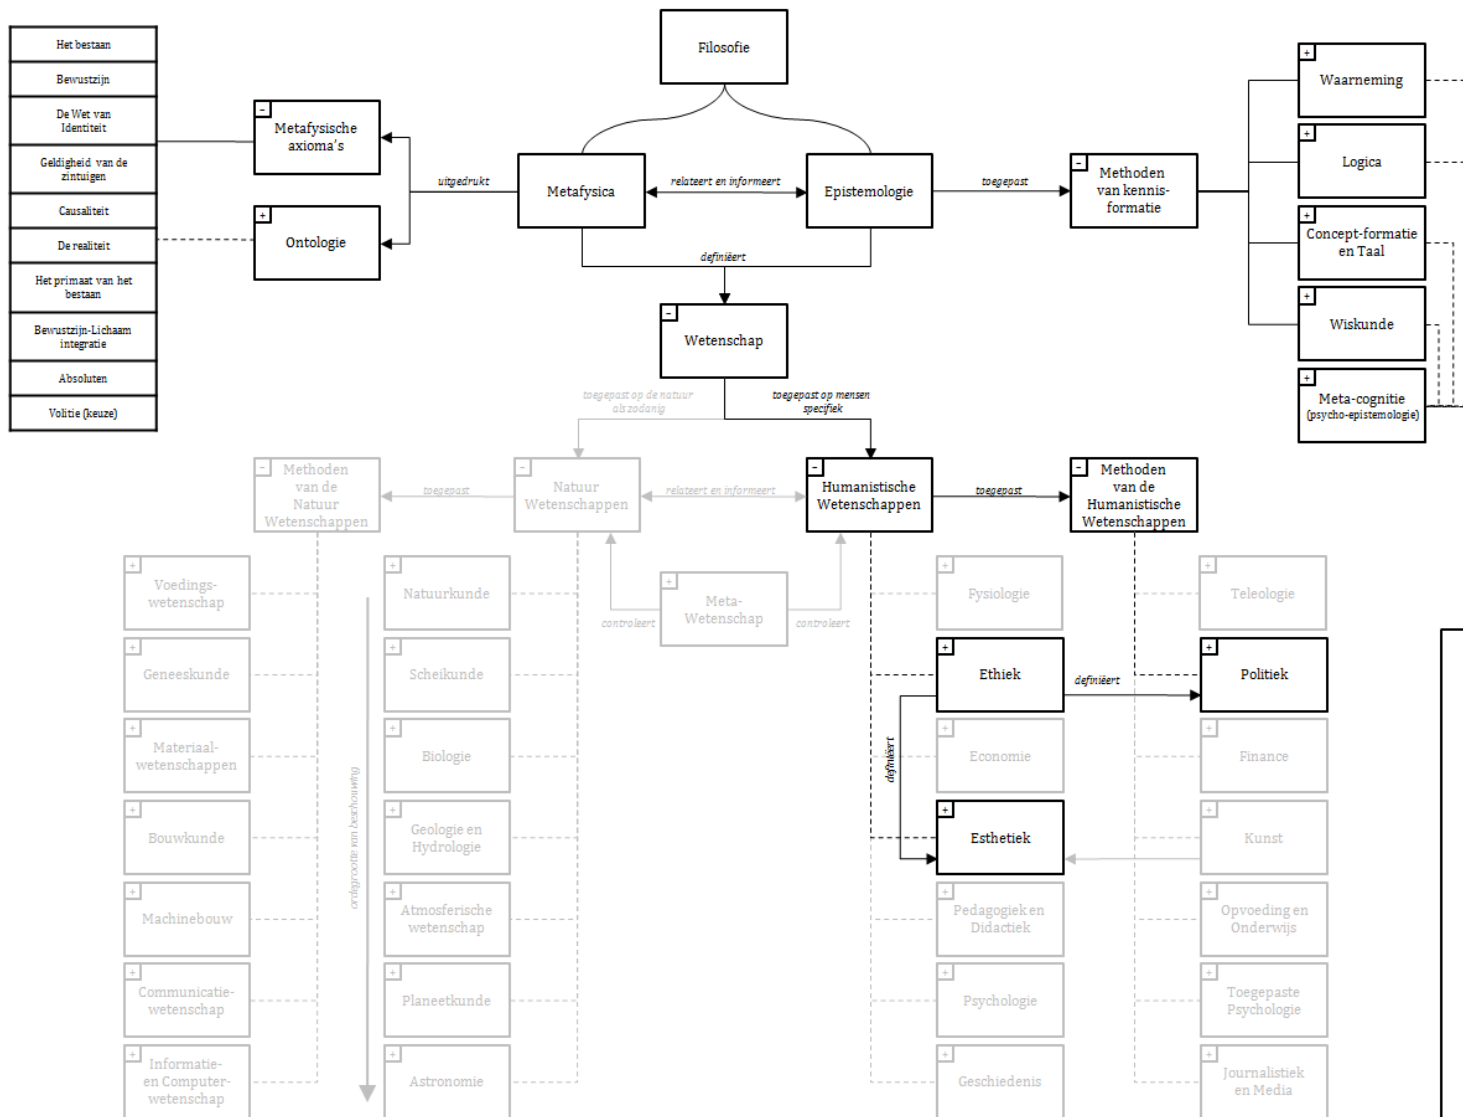 Filosofie
Het bestaan
Bewustzijn
De Wet van
Identiteit
Geldigheid van de
zintuigen
Causaliteit
De realiteit
Het primaat van het
bestaan
Bewustzijn-Lichaam
integratie
Absoluten
Volitie (keuze)
−
Metafysische
axioma's
+
Ontologie
uitgedrukt
Metafysica
relateert en informeert
Epistemologie
toegepast
−
Methoden
van kennis-
formatie
+
Waarneming
+
Logica
+
Concept-formatie
en Taal
+
Wiskunde
+
Meta-cognitie
(psycho-epistemologie)
definiëert
−
Wetenschap
toegepast op de natuur
als zodanig
toegepast op mensen
specifiek
−
Methoden
van de
Natuur
Wetenschappen
toegepast
−
Natuur
Wetenschappen
relateert en informeert
−
Humanistische
Wetenschappen
toegepast
−
Methoden
van de
Humanistische
Wetenschappen
+
Meta-
Wetenschap
controleert
controleert
+
Voedings-
wetenschap
+
Geneeskunde
+
Materiaal-
wetenschappen
+
Bouwkunde
+
Machinebouw
+
Communicatie-
wetenschap
+
Informatie-
en Computer-
wetenschap
ordegrootte van beschouwing
+
Natuurkunde
+
Scheikunde
+
Biologie
+
Geologie en
Hydrologie
+
Atmosferische
wetenschap
+
Planeetkunde
+
Astronomie
+
Fysiologie
+
Ethiek
definiëert
definiëert
+
Economie
+
Esthetiek
+
Pedagogiek en
Didactiek
+
Psychologie
+
Geschiedenis
+
Teleologie
+
Politiek
+
Finance
+
Kunst
+
Opvoeding en
Onderwijs
+
Toegepaste
Psychologie
+
Journalistiek
en Media